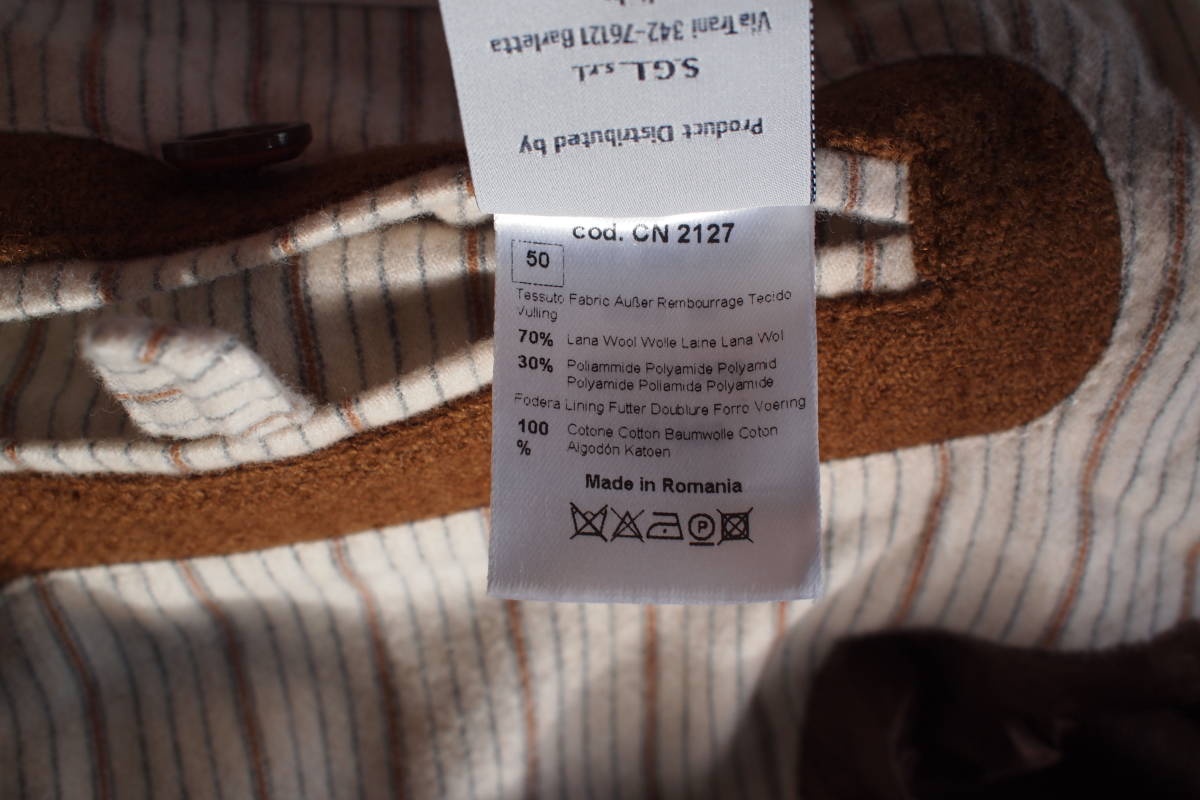 Product Distributed by
S.G.L. s.r.l.
Via Trani 342-76121 Barletta
cod. CN 2127
50
Tessuto Fabric Außer Rembourrage Tecido
Vulling
70% Lana Wool Wolle Laine Lana Wol
30% Poliammide Polyamide Polyamid
Polyamide Poliamida Polyamide
Fodera Lining Futter Doublure Forro Voering
100 Cotone Cotton Baumwolle Coton
% Algodón Katoen
Made in Romania
P